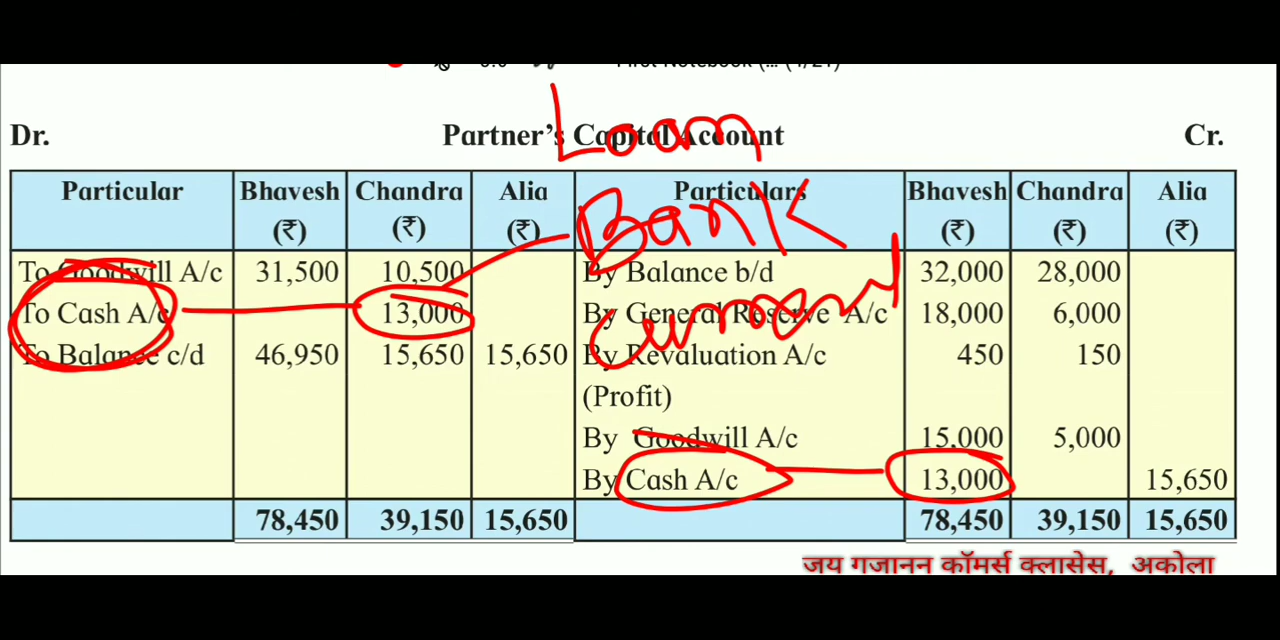 First Notebook (... (4/21)
Loan
Dr. Partner's Capital Account Cr.
Particular Bhavesh (₹) Chandra (₹) Alia (₹) Particulars Bhavesh (₹) Chandra (₹) Alia (₹)
Bank
To Goodwill A/c 31,500 10,500 By Balance b/d 32,000 28,000
To Cash A/c 13,000 By General Reserve A/c 18,000 6,000
Current
To Balance c/d 46,950 15,650 15,650 By Revaluation A/c 450 150
(Profit)
By Goodwill A/c 15,000 5,000
By Cash A/c 13,000 15,650
78,450 39,150 15,650 78,450 39,150 15,650
जय गजानन कॉमर्स क्लासेस, अकोला